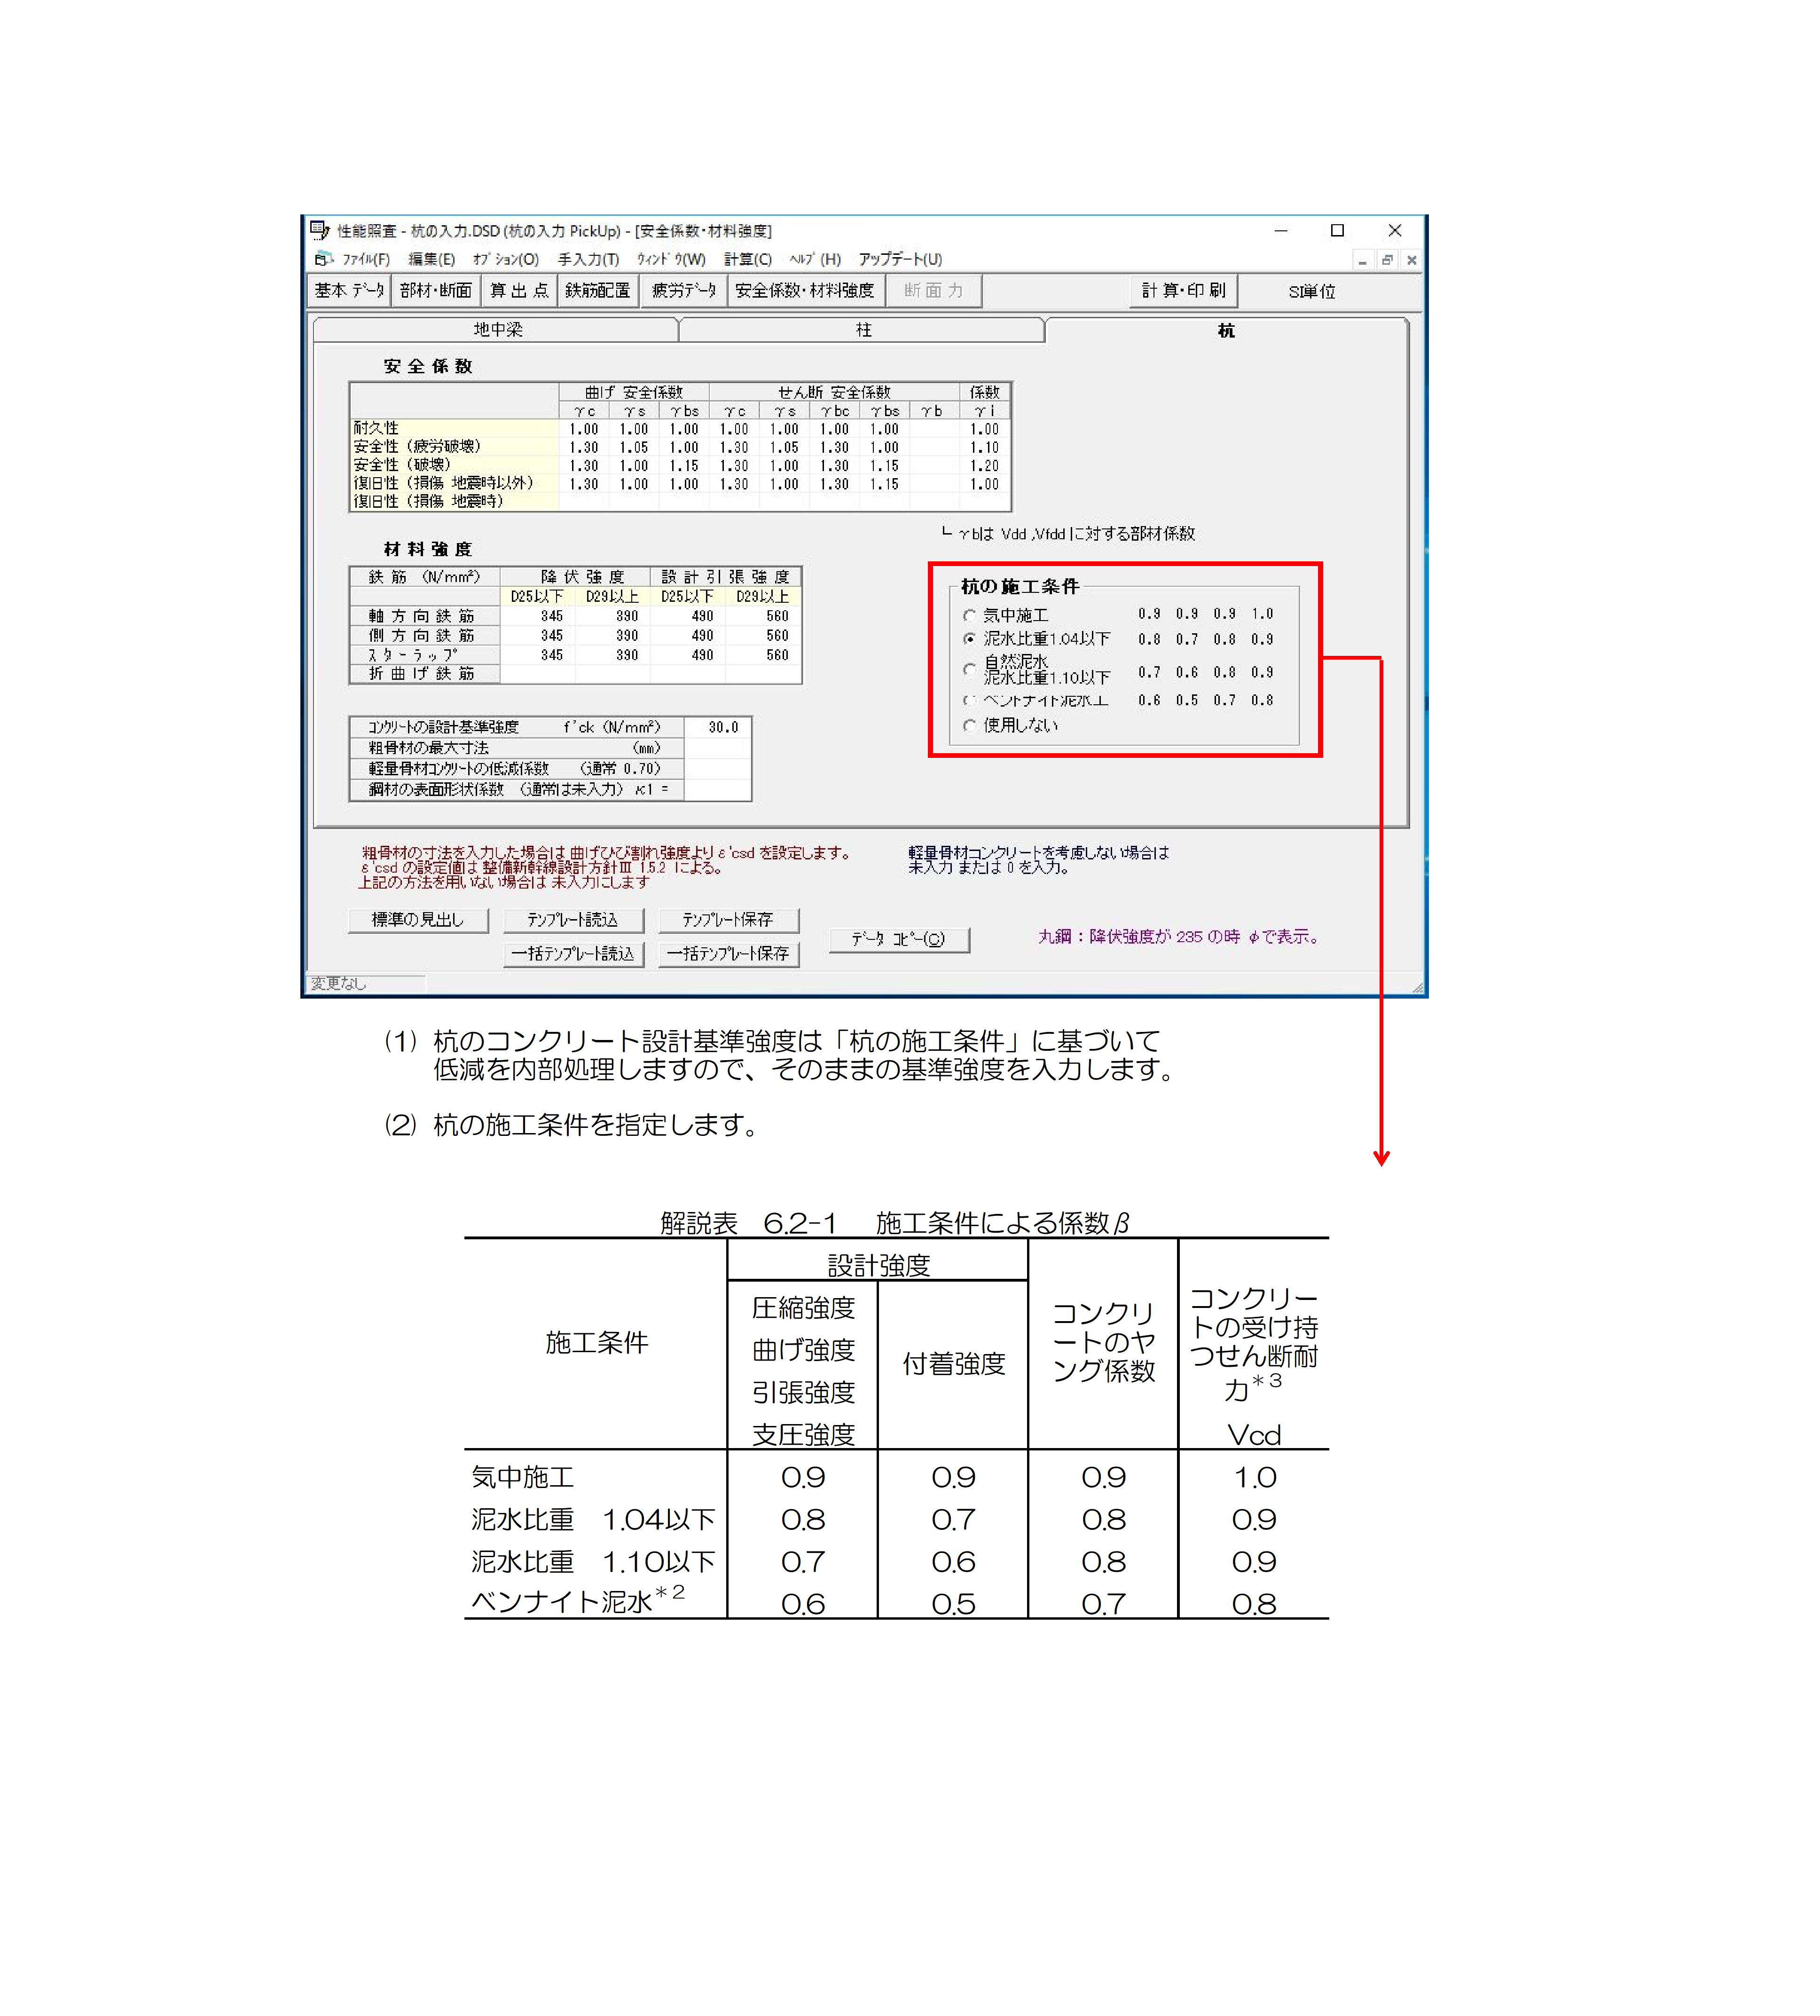 性能照査 - 杭の入力.DSD (杭の入力 PickUp) - [安全係数・材料強度]
ﾌｧｲﾙ(F) 編集(E) ｵﾌﾟｼｮﾝ(O) 手入力(T) ｳｨﾝﾄﾞｳ(W) 計算(C) ﾍﾙﾌﾟ(H) アップデート(U)
基本 ﾃﾞｰﾀ 部材・断面 算 出 点 鉄筋配置 疲労ﾃﾞｰﾀ 安全係数・材料強度 断 面 力 計 算・印 刷 SI単位
地中梁 柱 杭
安 全 係 数
曲げ 安全係数 せん断 安全係数 係数
γc γs γbs γc γs γbc γbs γb γi
耐久性 1.00 1.00 1.00 1.00 1.00 1.00 1.00 1.00
安全性（疲労破壊） 1.30 1.05 1.00 1.30 1.05 1.30 1.00 1.10
安全性（破壊） 1.30 1.00 1.15 1.30 1.00 1.30 1.15 1.20
復旧性（損傷 地震時以外） 1.30 1.00 1.00 1.30 1.00 1.30 1.15 1.00
復旧性（損傷 地震時）
└ γbは Vdd ,Vfdd に対する部材係数
材 料 強 度
鉄 筋 （N/mm²） 降 伏 強 度 設 計 引 張 強 度
D25以下 D29以上 D25以下 D29以上
軸 方 向 鉄 筋 345 390 490 560
側 方 向 鉄 筋 345 390 490 560
ｽ ﾀ ｰ ﾗ ｯ ﾌﾟ 345 390 490 560
折 曲 げ 鉄 筋
杭の施工条件
気中施工 0.9 0.9 0.9 1.0
泥水比重1.04以下 0.8 0.7 0.8 0.9
自然泥水
泥水比重1.10以下 0.7 0.6 0.8 0.9
ベントナイト泥水工 0.6 0.5 0.7 0.8
使用しない
ｺﾝｸﾘｰﾄの設計基準強度 f'ck（N/mm²） 30.0
粗骨材の最大寸法 （mm）
軽量骨材ｺﾝｸﾘｰﾄの低減係数 （通常 0.70）
鋼材の表面形状係数 （通常は未入力） κ1 =
粗骨材の寸法を入力した場合は 曲げひび割れ強度より ε'csd を設定します。
ε'csd の設定値は 整備新幹線設計方針Ⅲ 1.5.2 による。
上記の方法を用いない場合は 未入力にします
軽量骨材コンクリートを考慮しない場合は
未入力 または 0 を入力。
標準の見出し テンプレート読込 テンプレート保存
ﾃﾞｰﾀ ｺﾋﾟｰ(C) 丸鋼：降伏強度が 235 の時 φで表示。
一括テンプレート読込 一括テンプレート保存
変更なし
(1) 杭のコンクリート設計基準強度は「杭の施工条件」に基づいて
低減を内部処理しますので、そのままの基準強度を入力します。
(2) 杭の施工条件を指定します。
解説表 6.2-1 施工条件による係数β
施工条件
設計強度
圧縮強度
曲げ強度
引張強度
支圧強度
付着強度
コンクリ
ートのヤ
ング係数
コンクリー
トの受け持
つせん断耐
力＊3
Vcd
気中施工 0.9 0.9 0.9 1.0
泥水比重 1.04以下 0.8 0.7 0.8 0.9
泥水比重 1.10以下 0.7 0.6 0.8 0.9
ベンナイト泥水＊2 0.6 0.5 0.7 0.8